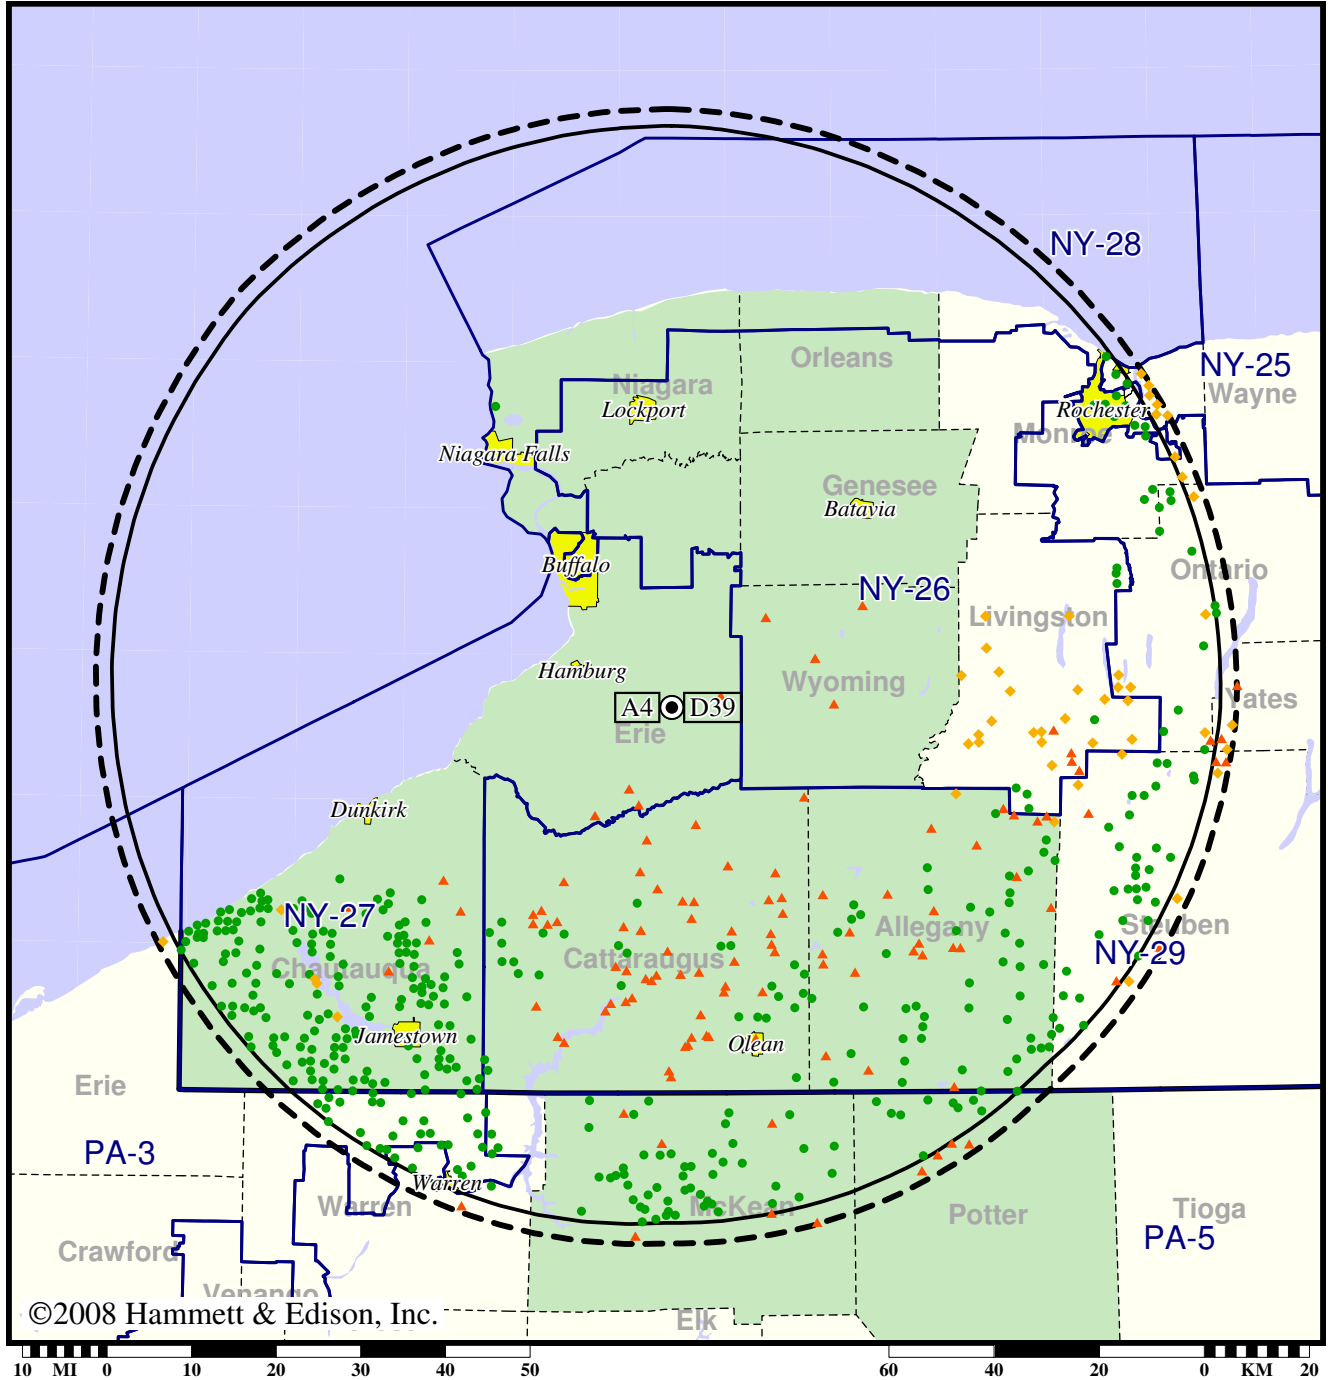 NY-28
Orleans
NY-25
Niagara
Wayne
Lockport
Rochester
Monroe
Niagara Falls
Genesee
Batavia
Buffalo
Ontario
NY-26
Livingston
Hamburg
Wyoming
Yates
A4
D39
Erie
Dunkirk
NY-27
Allegany
Steuben
NY-29
Cattaraugus
Chautauqua
Jamestown
Olean
Erie
PA-3
Warren
Warren
McKean
Potter
Tioga
PA-5
Crawford
Venango
©2008 Hammett & Edison, Inc.
Elk
10 MI 0 10 20 30 40 50 60 40 20 0 KM 20